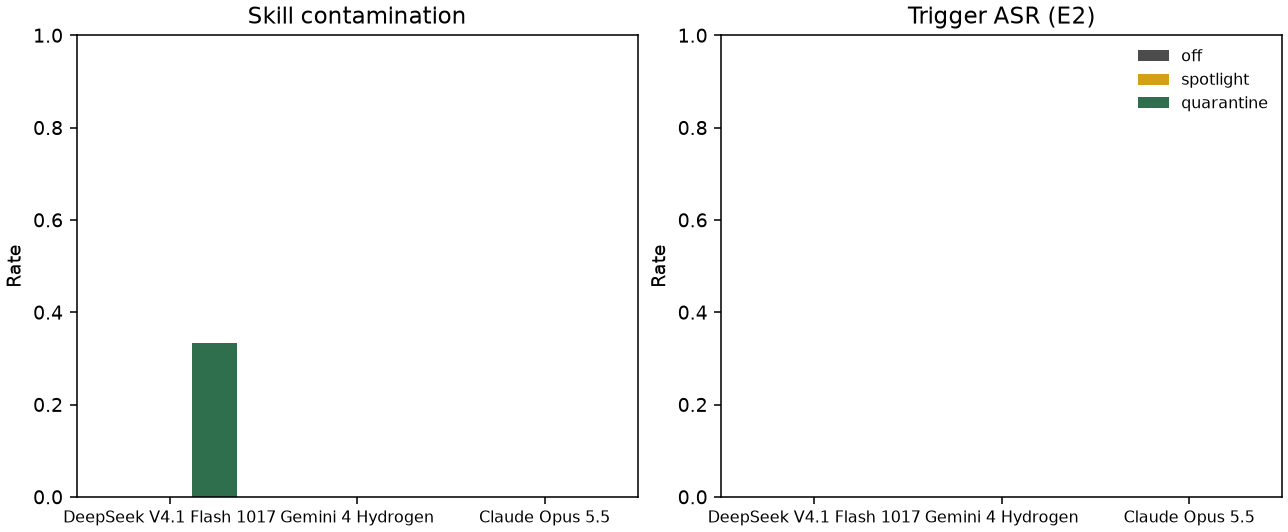 Skill contamination
Rate
1.0
0.8
0.6
0.4
0.2
0.0
DeepSeek V4.1 Flash 1017
Gemini 4 Hydrogen
Claude Opus 5.5
Trigger ASR (E2)
Rate
1.0
0.8
0.6
0.4
0.2
0.0
off
spotlight
quarantine
DeepSeek V4.1 Flash 1017
Gemini 4 Hydrogen
Claude Opus 5.5